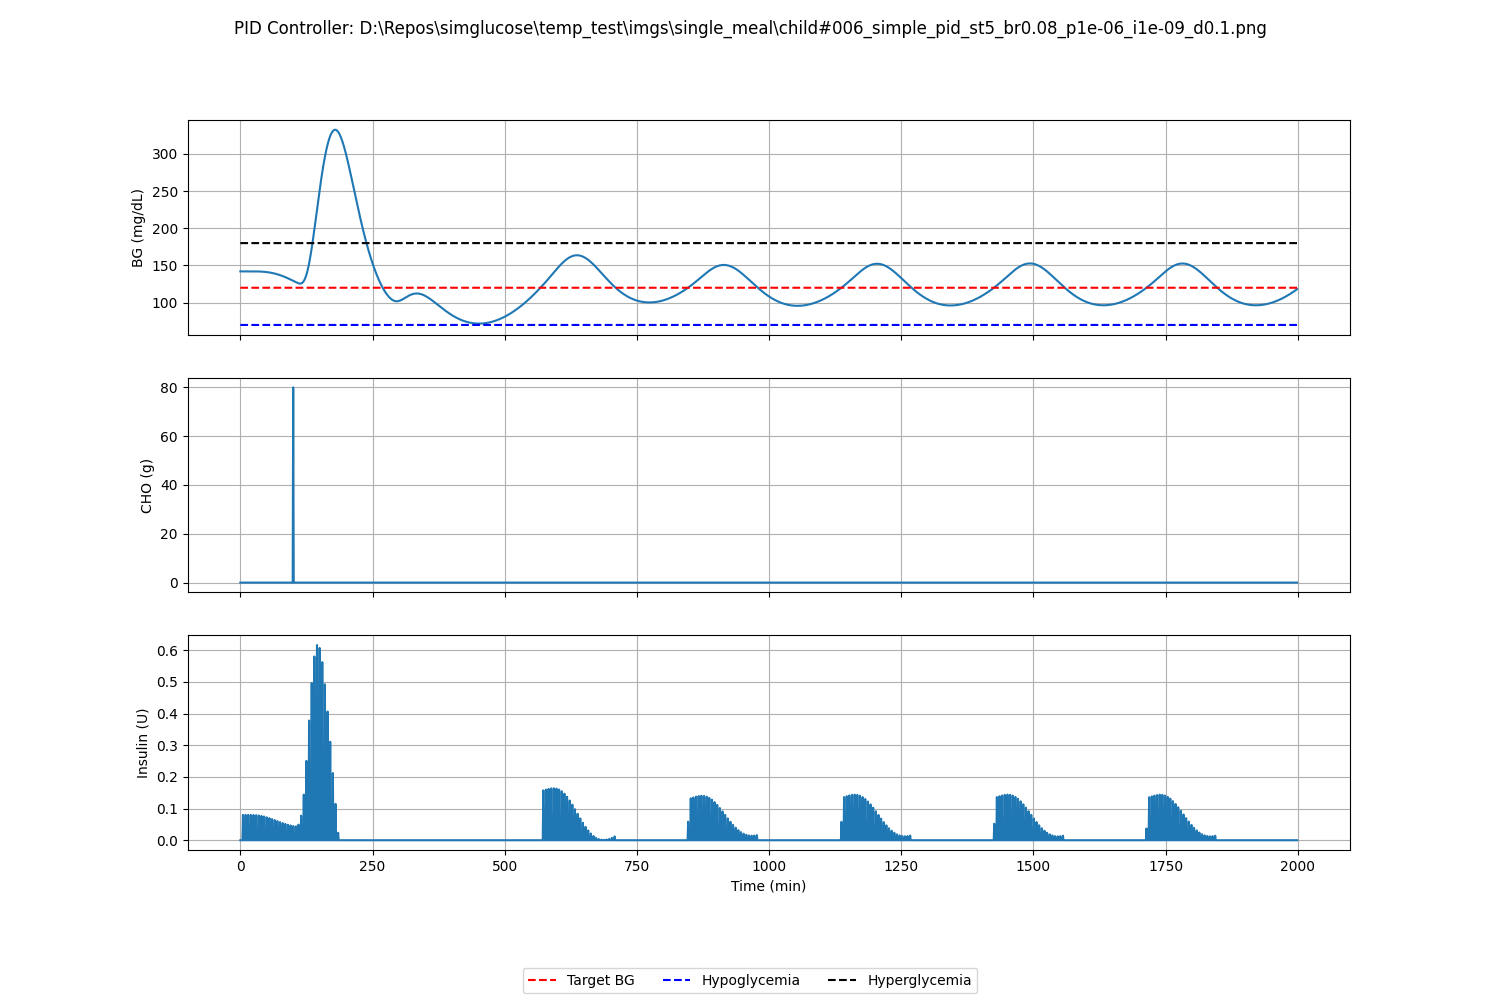 PID Controller: D:\Repos\simglucose\temp_test\imgs\single_meal\child#006_simple_pid_st5_br0.08_p1e-06_i1e-09_d0.1.png
BG (mg/dL)
300
250
200
150
100
CHO (g)
80
60
40
20
0
Insulin (U)
0.6
0.5
0.4
0.3
0.2
0.1
0.0
0 250 500 750 1000 1250 1500 1750 2000
Time (min)
Target BG Hypoglycemia Hyperglycemia